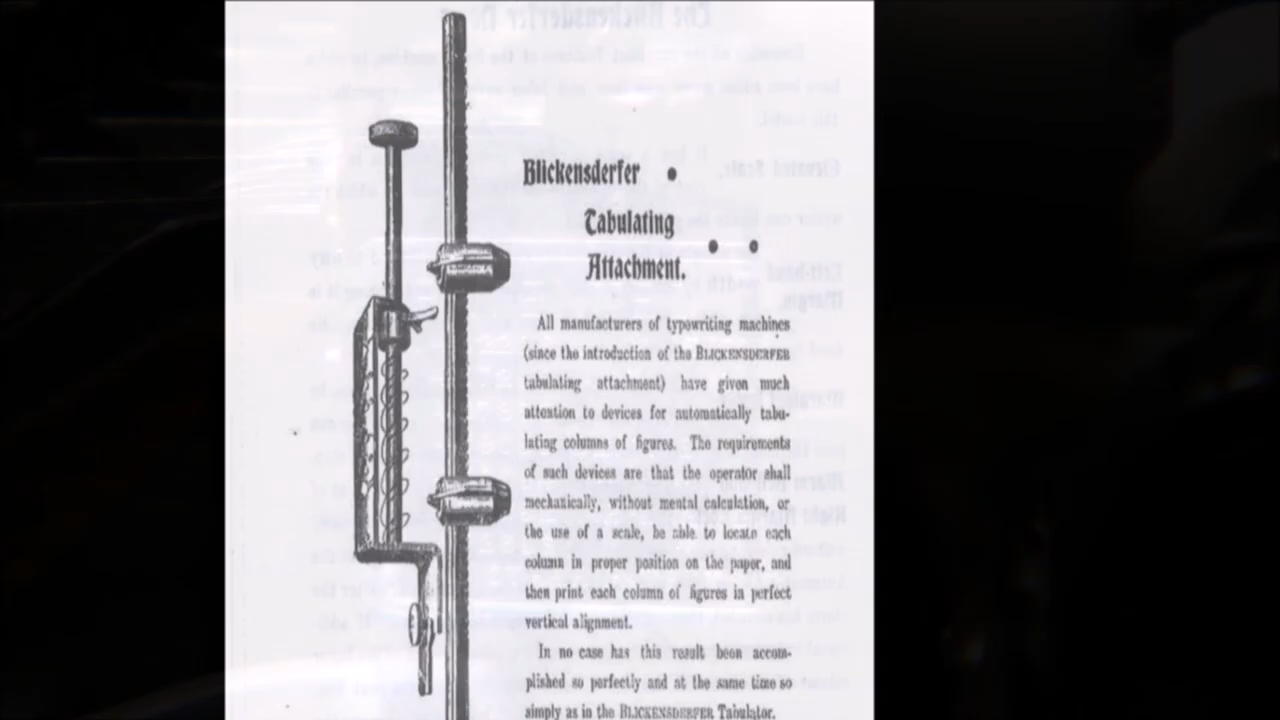 Blickensderfer
Tabulating
Attachment.
All manufacturers of typewriting machines
(since the introduction of the BLICKENSDERFER
tabulating attachment) have given much
attention to devices for automatically tabu-
lating columns of figures. The requirements
of such devices are that the operator shall
mechanically, without mental calculation, or
the use of a scale, be able to locate each
column in proper position on the paper, and
then print each column of figures in perfect
vertical alignment.
In no case has this result been accom-
plished so perfectly and at the same time so
simply as in the BLICKENSDERFER Tabulator.